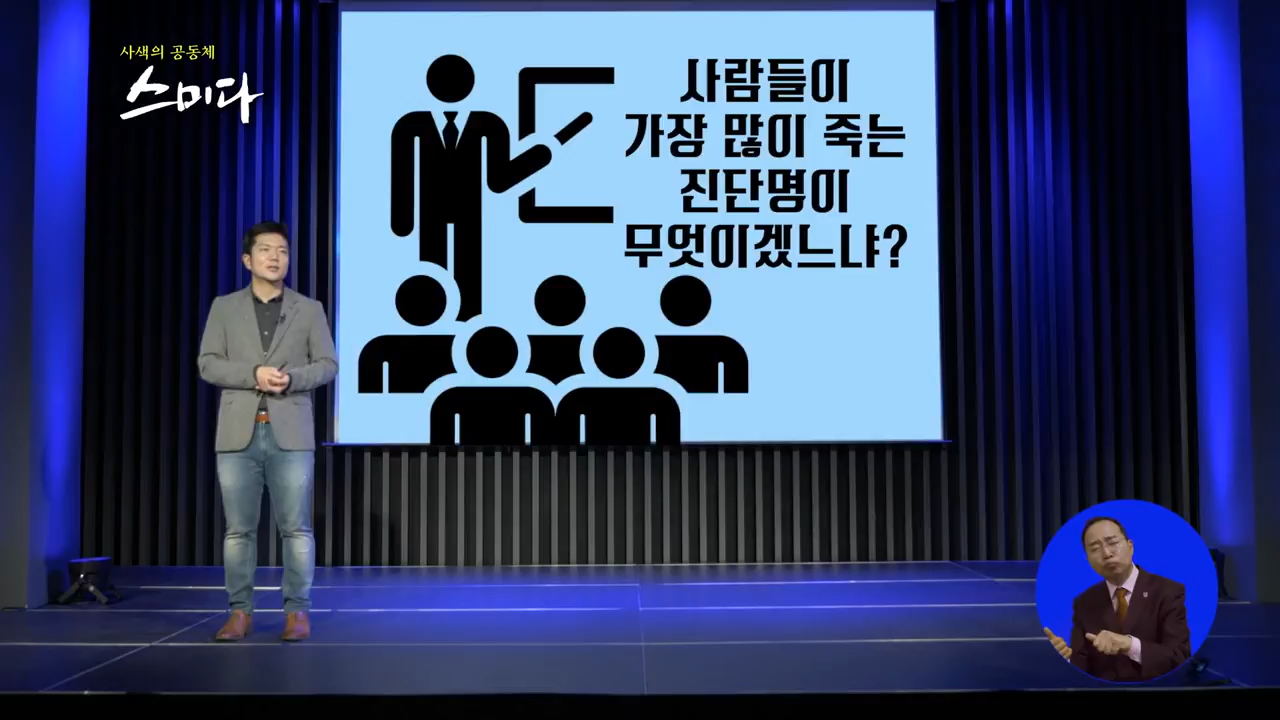 사색의 공동체
스미다
사람들이
가장 많이 죽는
진단명이
무엇이겠느냐?